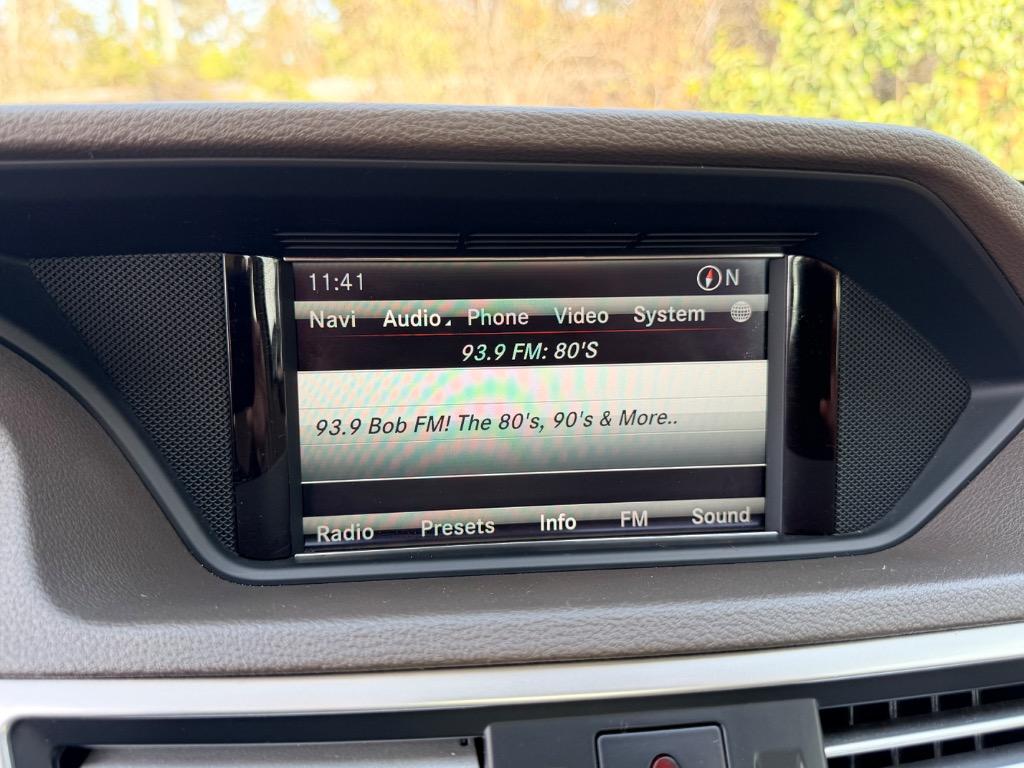 11:41 N
Navi Audio Phone Video System
93.9 FM: 80'S
93.9 Bob FM! The 80's, 90's & More..
Radio Presets Info FM Sound